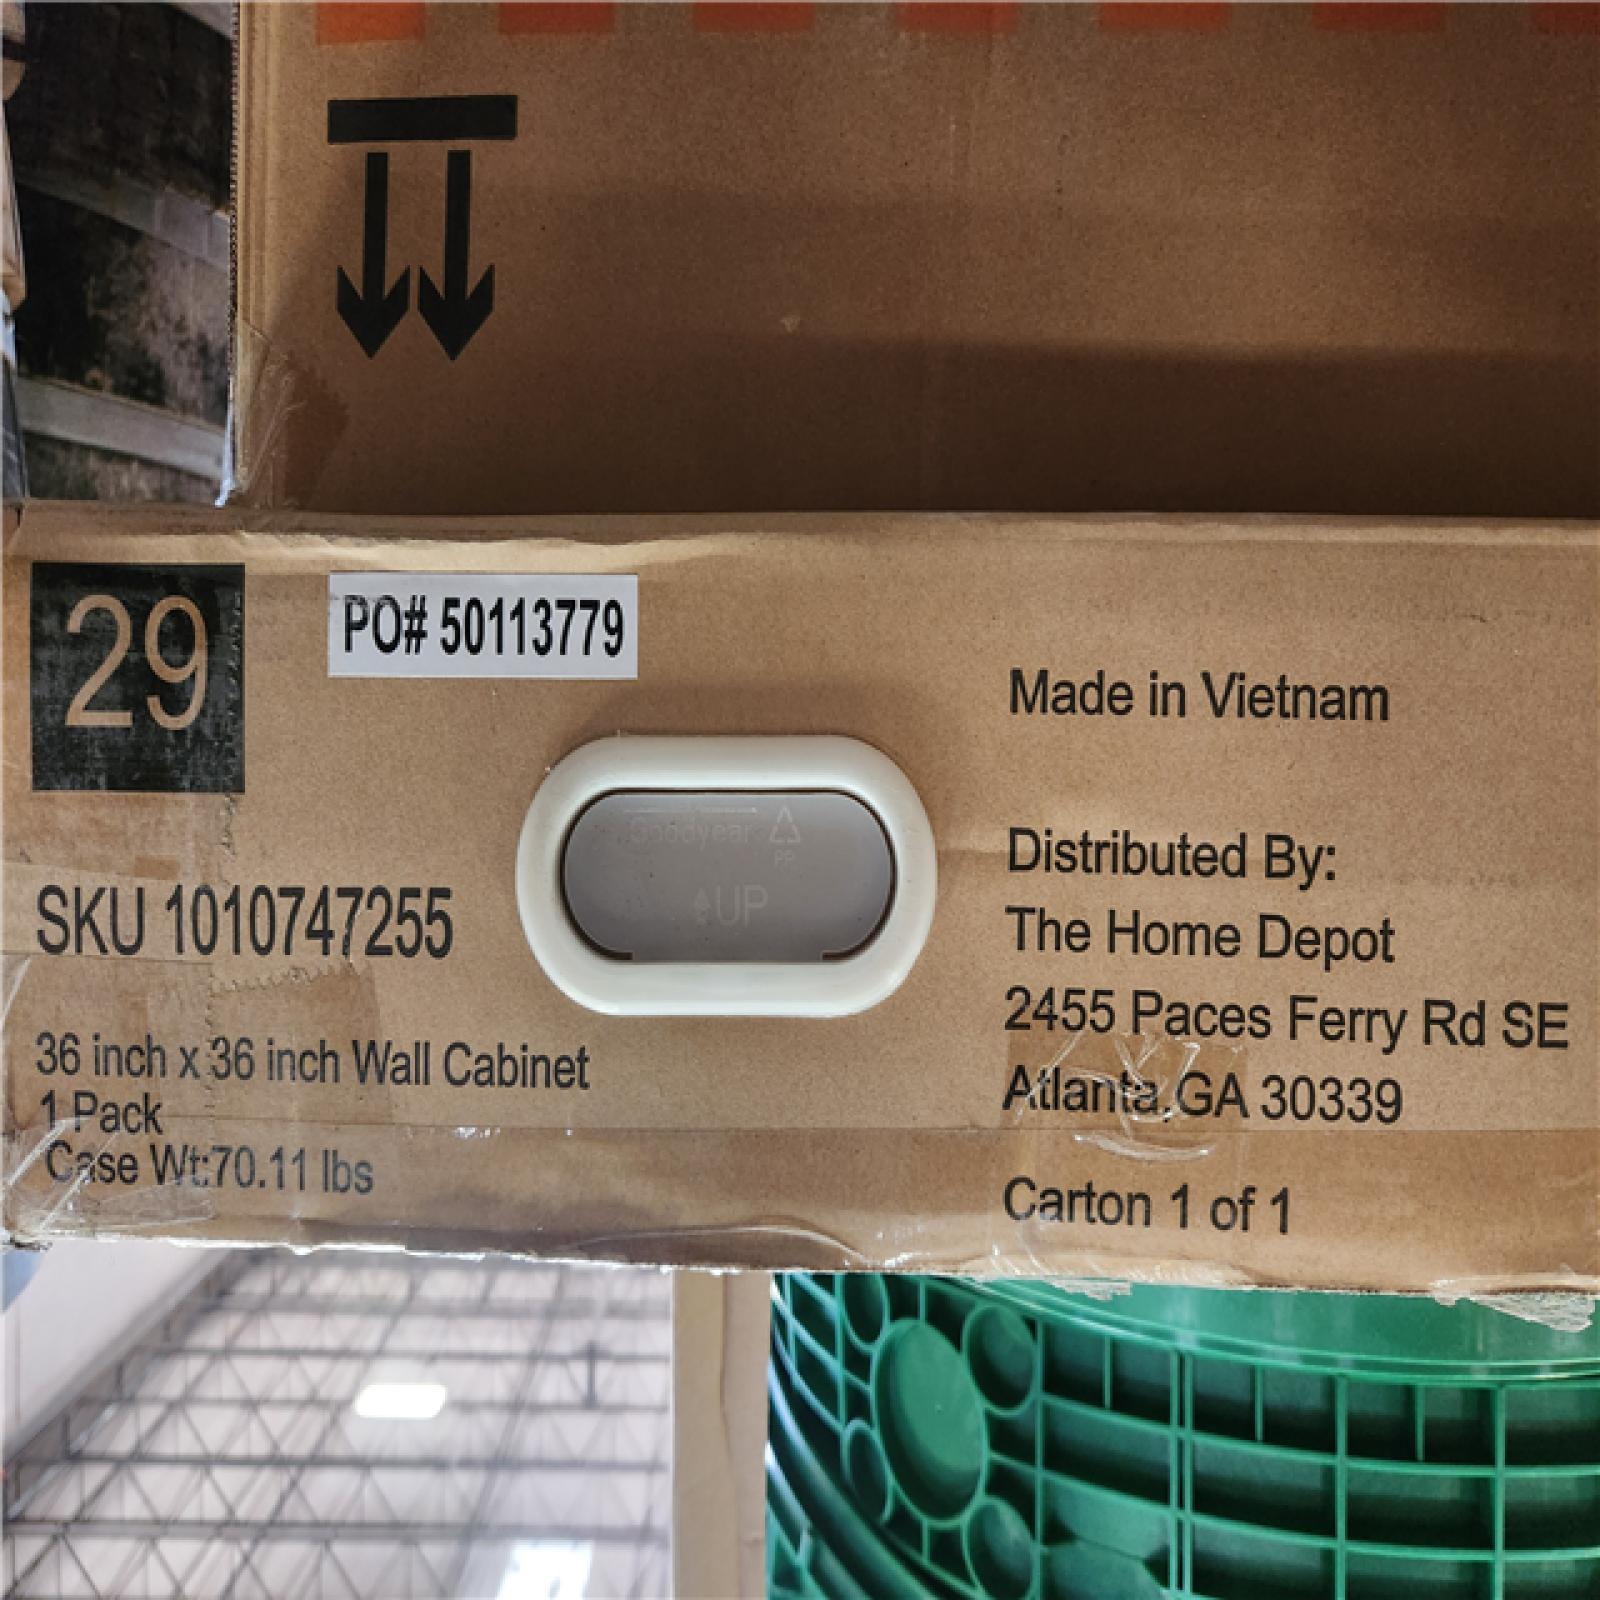 29
PO# 50113779
SKU 1010747255
36 inch x 36 inch Wall Cabinet
1 Pack
Case Wt:70.11 lbs
Goodyear
PP
UP
Made in Vietnam
Distributed By:
The Home Depot
2455 Paces Ferry Rd SE
Atlanta,GA 30339
Carton 1 of 1